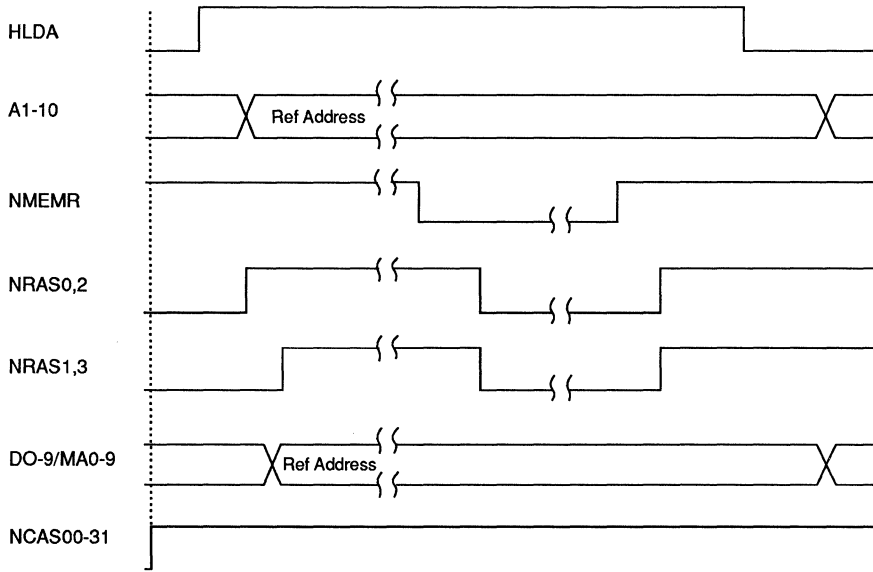 HLDA
A1-10
Ref Address
NMEMR
NRAS0,2
NRAS1,3
DO-9/MA0-9
Ref Address
NCAS00-31